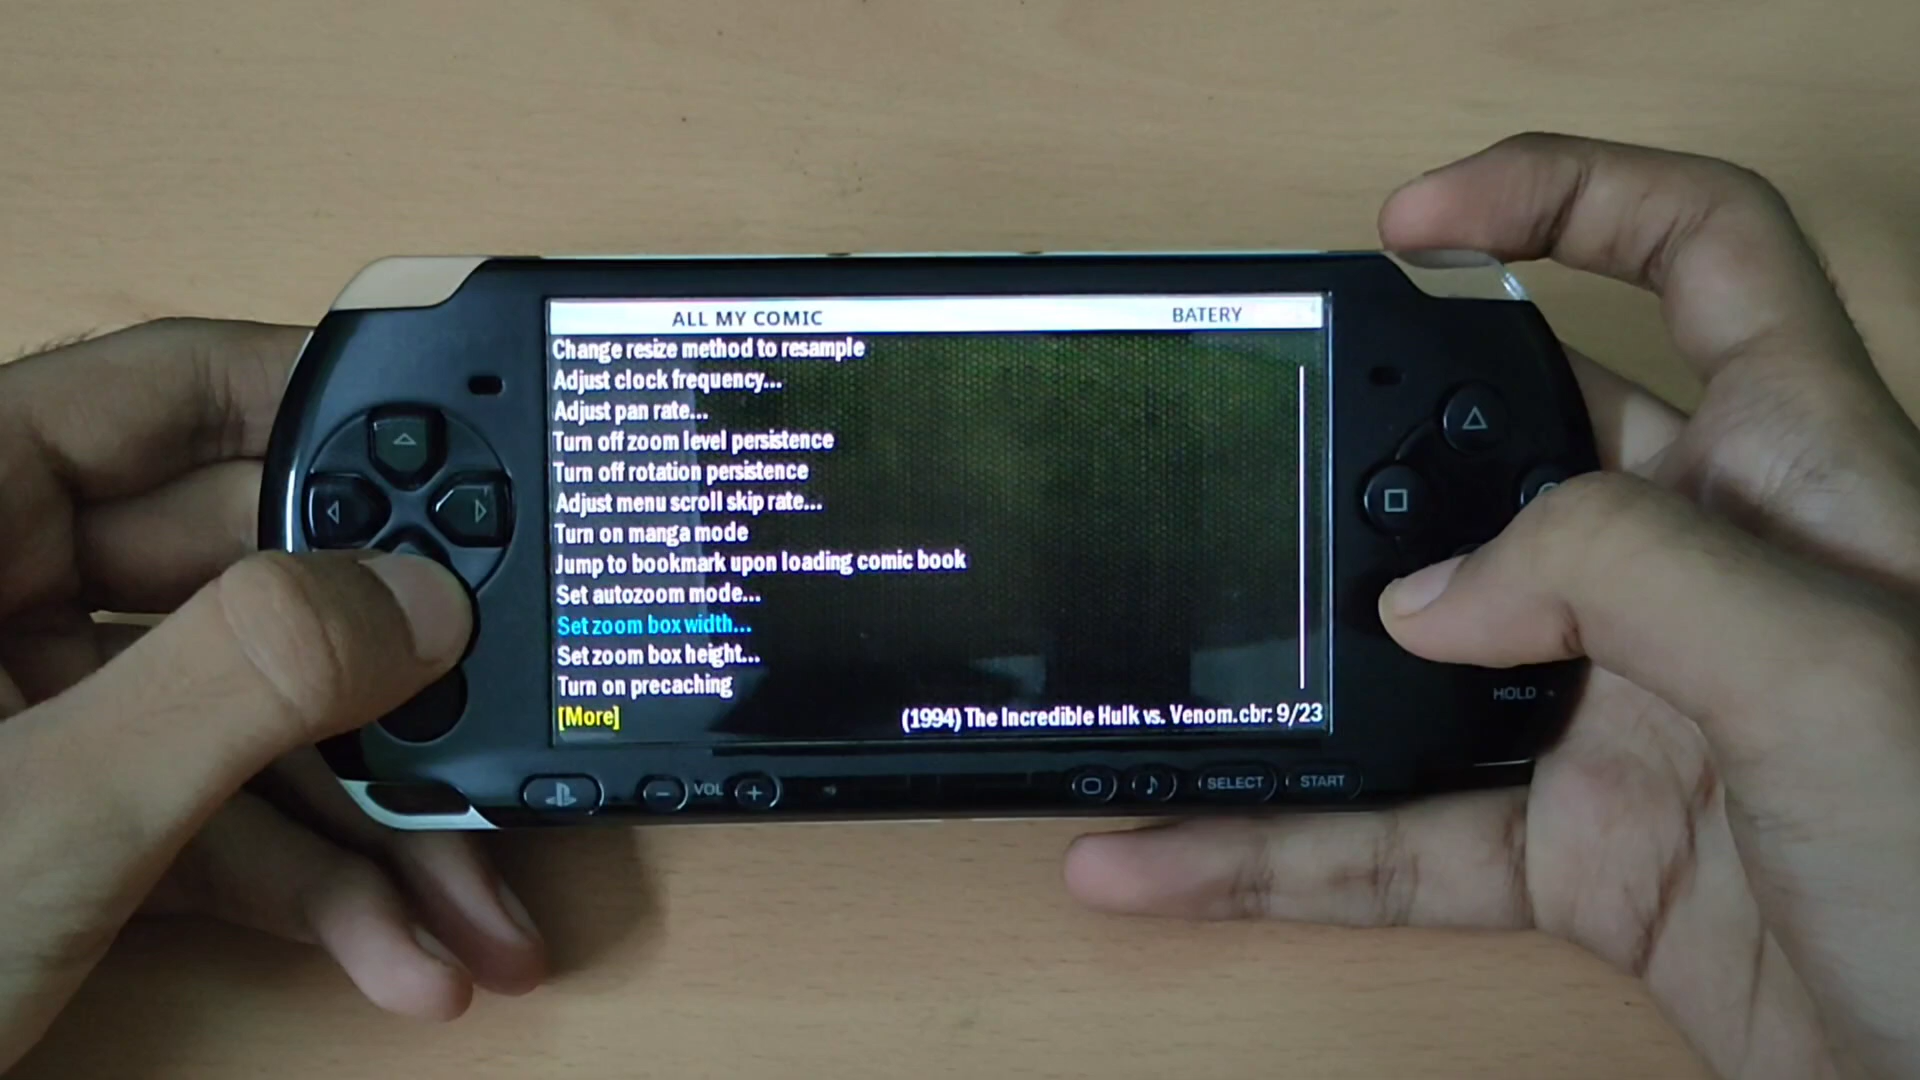 ALL MY COMIC
BATERY
Change resize method to resample
Adjust clock frequency...
Adjust pan rate...
Turn off zoom level persistence
Turn off rotation persistence
Adjust menu scroll skip rate...
Turn on manga mode
Jump to bookmark upon loading comic book
Set autozoom mode...
Set zoom box width...
Set zoom box height...
Turn on precaching
[More]
(1994) The Incredible Hulk vs. Venom.cbr: 9/23
HOLD
VOL
SELECT
START